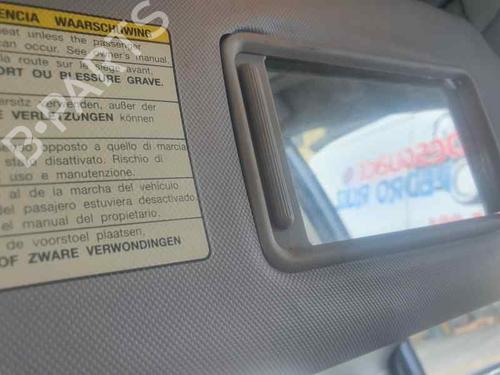 ENCIA WAARSCHUWING
seat unless the passenger
can occur. See owner's manual.
la route sur le siège avant,
ORT OU BLESSURE GRAVE.
ersitz verwenden, außer der
E VERLETZUNGEN können
aggio opposto a quello di marcia
stato disattivato. Rischio di
uso e manutenzione.
al de la marcha del vehículo
del pasajero estuviera desactivado
el manual del propietario.
de voorstoel plaatsen,
OF ZWARE VERWONDINGEN
B-PARTS
PEDRO